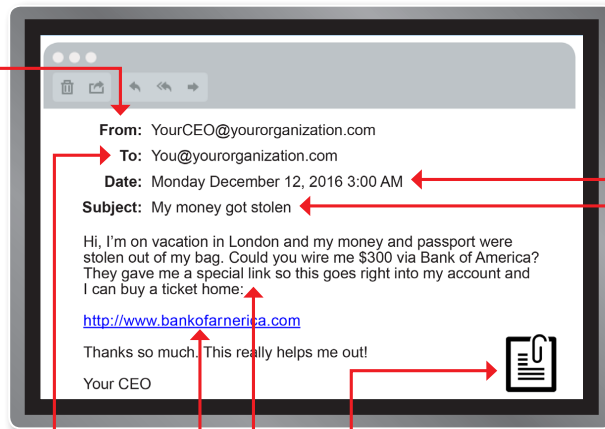 From: YourCEO@yourorganization.com
To: You@yourorganization.com
Date: Monday December 12, 2016 3:00 AM
Subject: My money got stolen
Hi, I'm on vacation in London and my money and passport were
stolen out of my bag. Could you wire me $300 via Bank of America?
They gave me a special link so this goes right into my account and
I can buy a ticket home:
http://www.bankofarnerica.com
Thanks so much. This really helps me out!
Your CEO